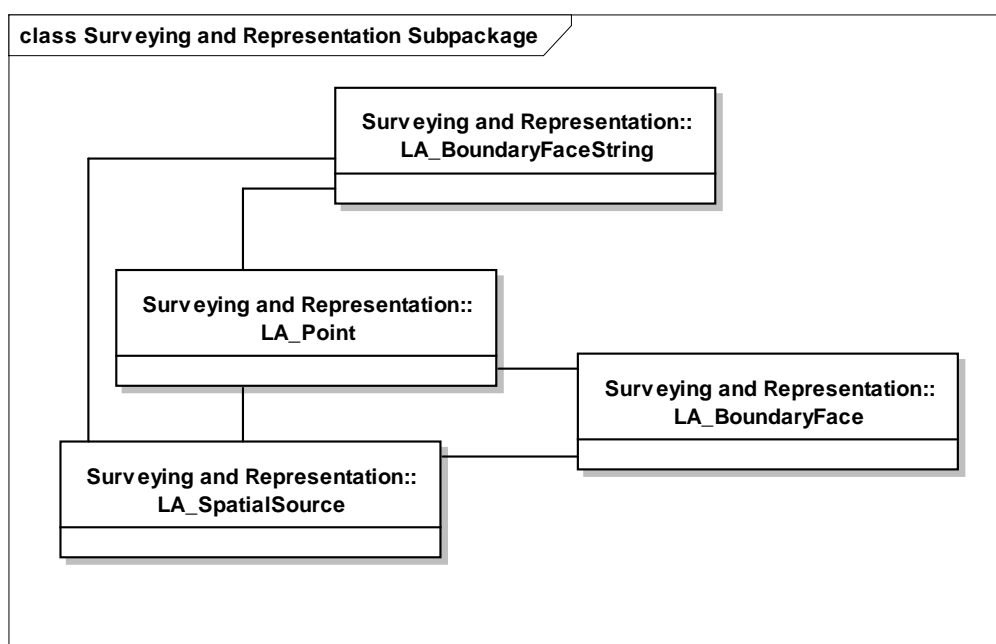 class Surveying and Representation Subpackage
Surveying and Representation::
LA_BoundaryFaceString
Surveying and Representation::
LA_Point
Surveying and Representation::
LA_BoundaryFace
Surveying and Representation::
LA_SpatialSource